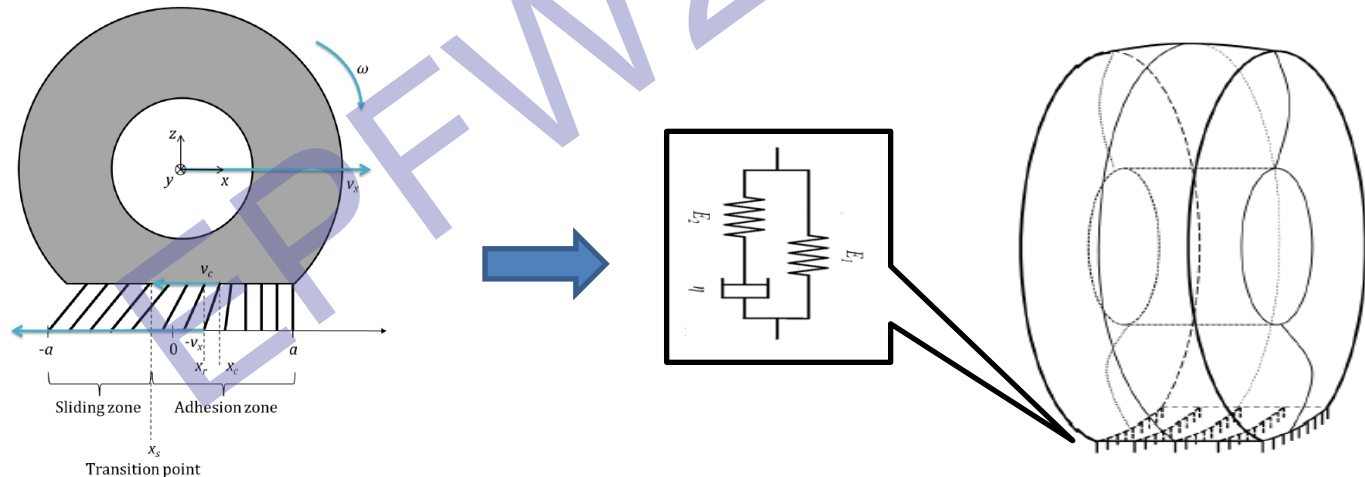 EPFW
ω
z
y
x
v_x
v_c
-a
0
-v_x
a
x_r
x_c
Sliding zone
Adhesion zone
x_s
Transition point
E_2
E_1
η